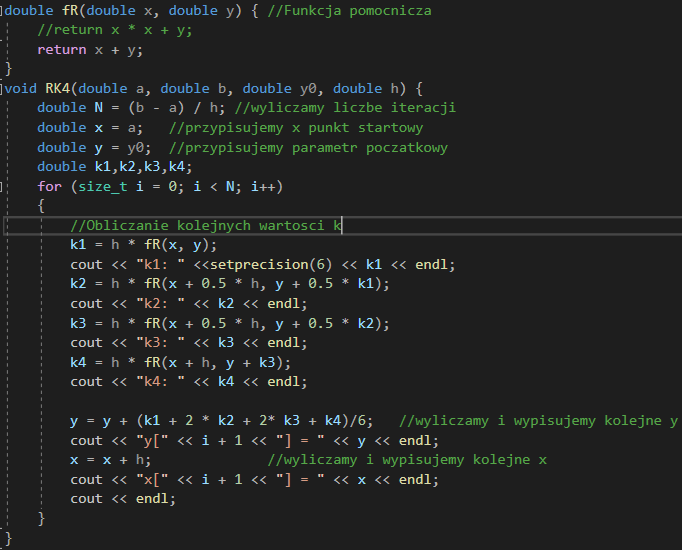 double fR(double x, double y) { //Funkcja pomocnicza
    //return x * x + y;
    return x + y;
}
void RK4(double a, double b, double y0, double h) {
    double N = (b - a) / h; //wyliczamy liczbe iteracji
    double x = a;   //przypisujemy x punkt startowy
    double y = y0;  //przypisujemy parametr poczatkowy
    double k1,k2,k3,k4;
    for (size_t i = 0; i < N; i++)
    {
        //Obliczanie kolejnych wartosci k
        k1 = h * fR(x, y);
        cout << "k1: " <<setprecision(6) << k1 << endl;
        k2 = h * fR(x + 0.5 * h, y + 0.5 * k1);
        cout << "k2: " << k2 << endl;
        k3 = h * fR(x + 0.5 * h, y + 0.5 * k2);
        cout << "k3: " << k3 << endl;
        k4 = h * fR(x + h, y + k3);
        cout << "k4: " << k4 << endl;

        y = y + (k1 + 2 * k2 + 2* k3 + k4)/6;   //wyliczamy i wypisujemy kolejne y
        cout << "y[" << i + 1 << "] = " << y << endl;
        x = x + h;              //wyliczamy i wypisujemy kolejne x
        cout << "x[" << i + 1 << "] = " << x << endl;
        cout << endl;
    }
}